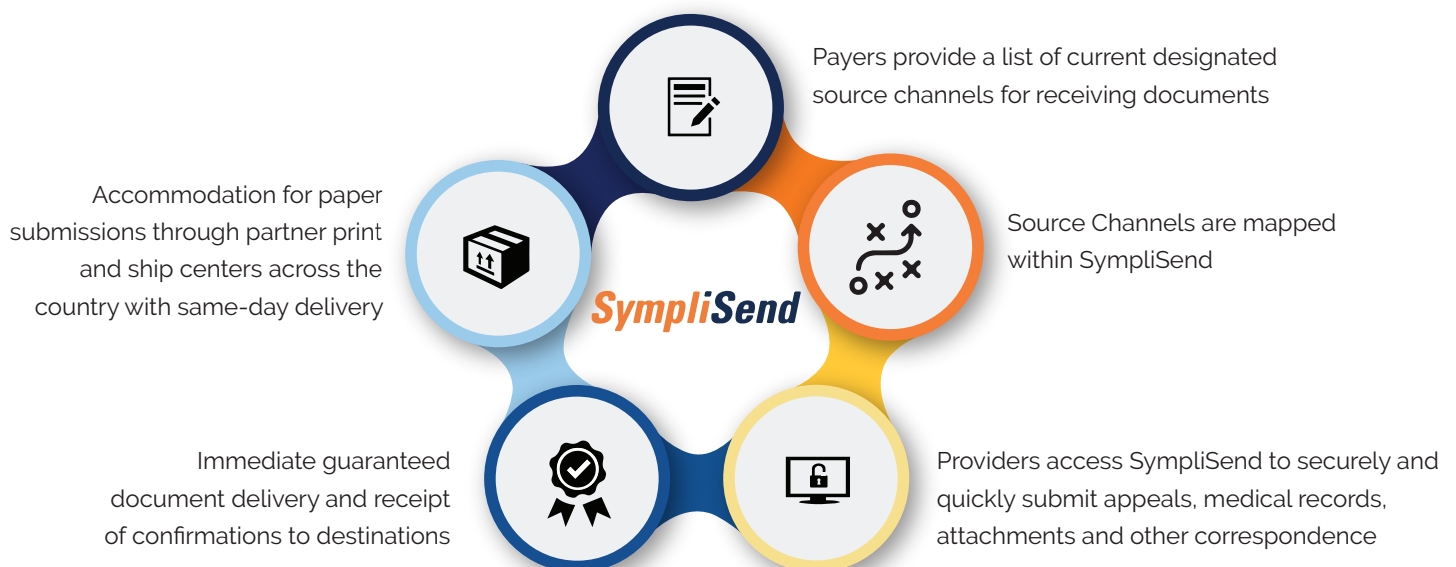 Payers provide a list of current designated
source channels for receiving documents
Source Channels are mapped
within SympliSend
Providers access SympliSend to securely and
quickly submit appeals, medical records,
attachments and other correspondence
Immediate guaranteed
document delivery and receipt
of confirmations to destinations
Accommodation for paper
submissions through partner print
and ship centers across the
country with same-day delivery
SympliSend